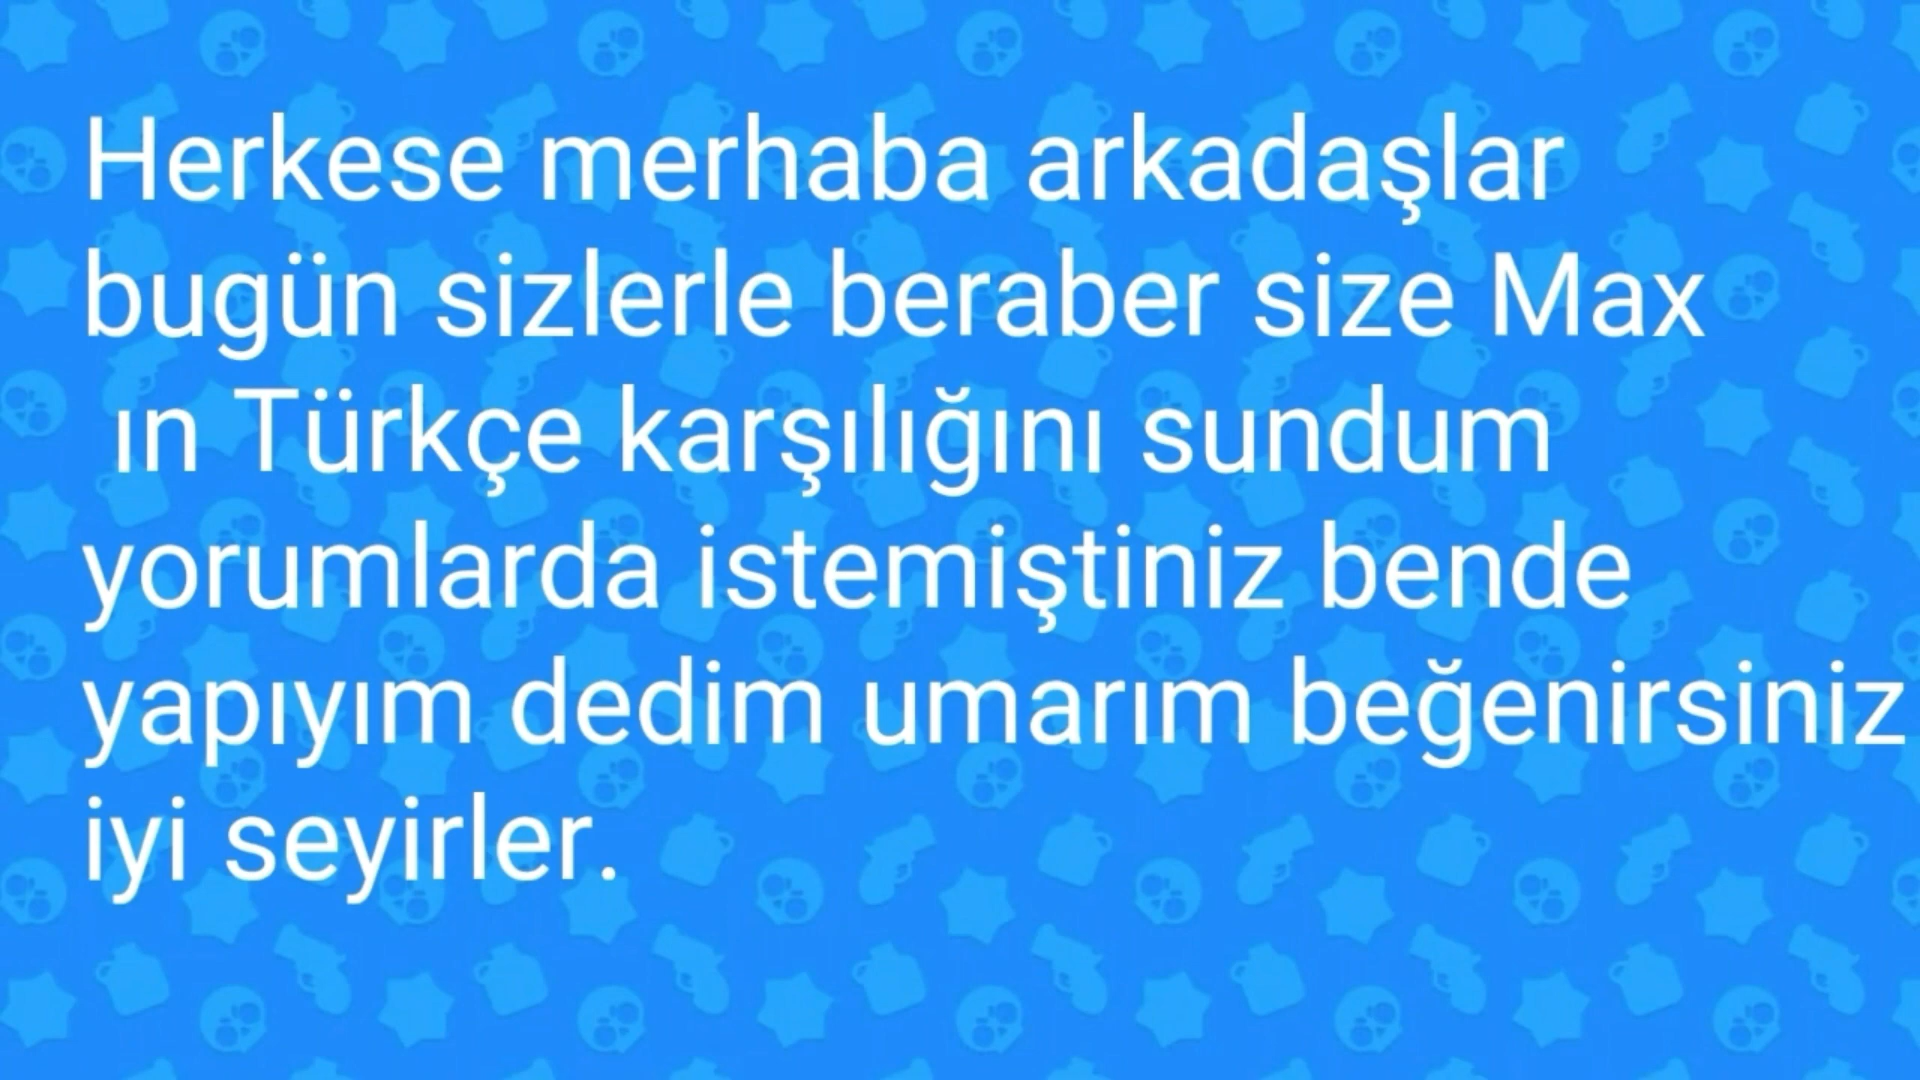 Herkese merhaba arkadaşlar
bugün sizlerle beraber size Max
ın Türkçe karşılığını sundum
yorumlarda istemiştiniz bende
yapıyım dedim umarım beğenirsiniz
iyi seyirler.